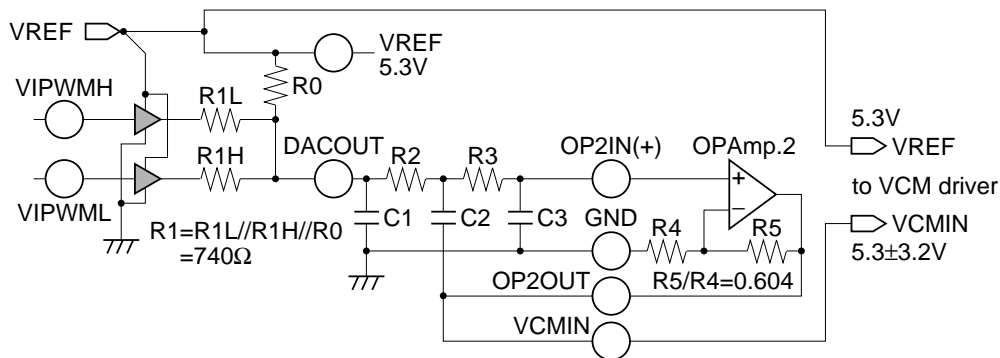 VREF
VREF
5.3V
VIPWMH
R1L
R0
R1H
DACOUT
VIPWML
R1=R1L//R1H//R0
=740Ω
R2
R3
C1
C2
C3
OP2IN(+)
OPAmp.2
+
−
GND
R4
R5
R5/R4=0.604
OP2OUT
VCMIN
5.3V
VREF
to VCM driver
VCMIN
5.3±3.2V